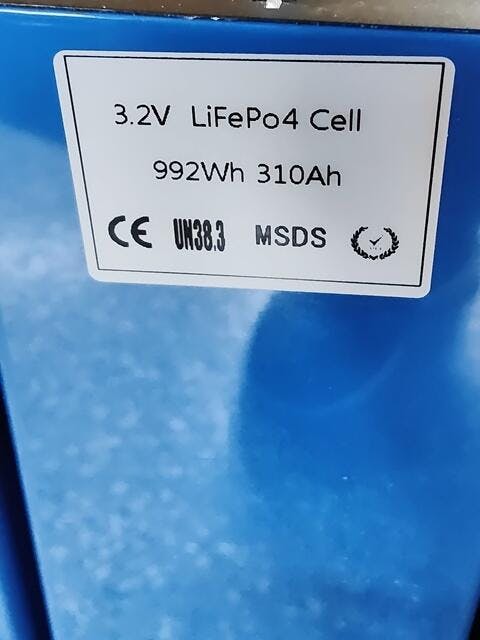 3.2V LiFePo4 Cell
992Wh 310Ah
CE UN38.3 MSDS